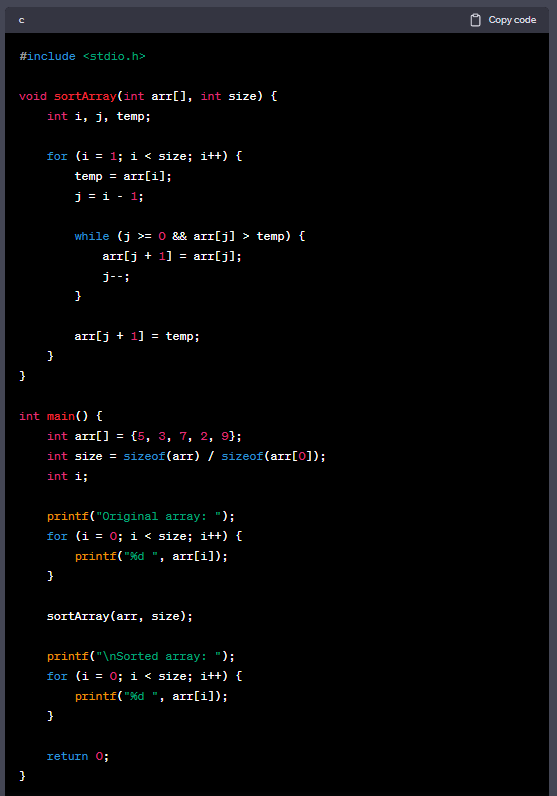 c
Copy code
#include <stdio.h>
void sortArray(int arr[], int size) {
    int i, j, temp;
    for (i = 1; i < size; i++) {
        temp = arr[i];
        j = i - 1;
        while (j >= 0 && arr[j] > temp) {
            arr[j + 1] = arr[j];
            j--;
        }
        arr[j + 1] = temp;
    }
}
int main() {
    int arr[] = {5, 3, 7, 2, 9};
    int size = sizeof(arr) / sizeof(arr[0]);
    int i;
    printf("Original array: ");
    for (i = 0; i < size; i++) {
        printf("%d ", arr[i]);
    }
    sortArray(arr, size);
    printf("\nSorted array: ");
    for (i = 0; i < size; i++) {
        printf("%d ", arr[i]);
    }
    return 0;
}